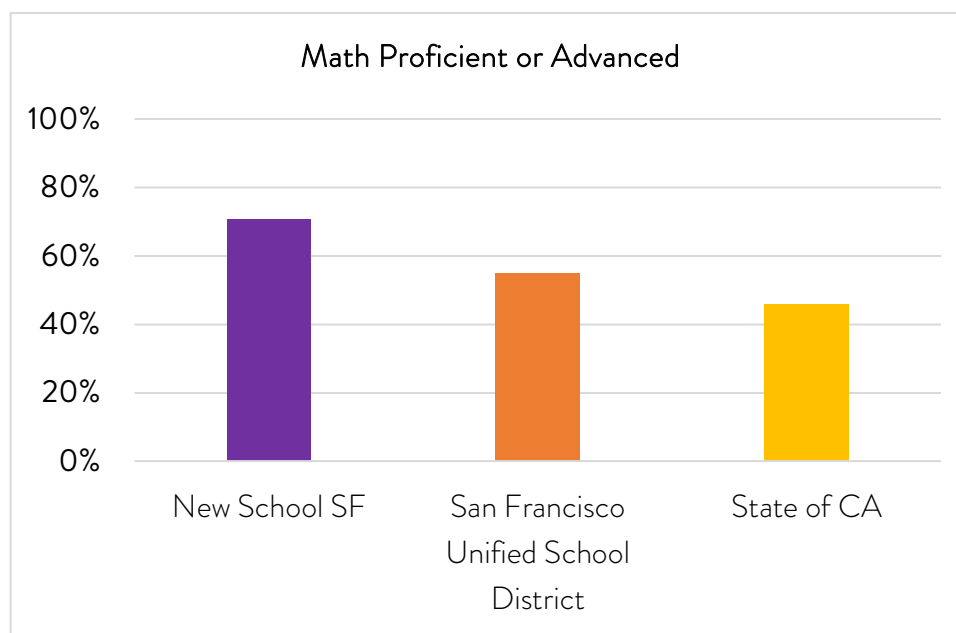 Math Proficient or Advanced
100%
80%
60%
40%
20%
0%
New School SF
San Francisco
Unified School
District
State of CA